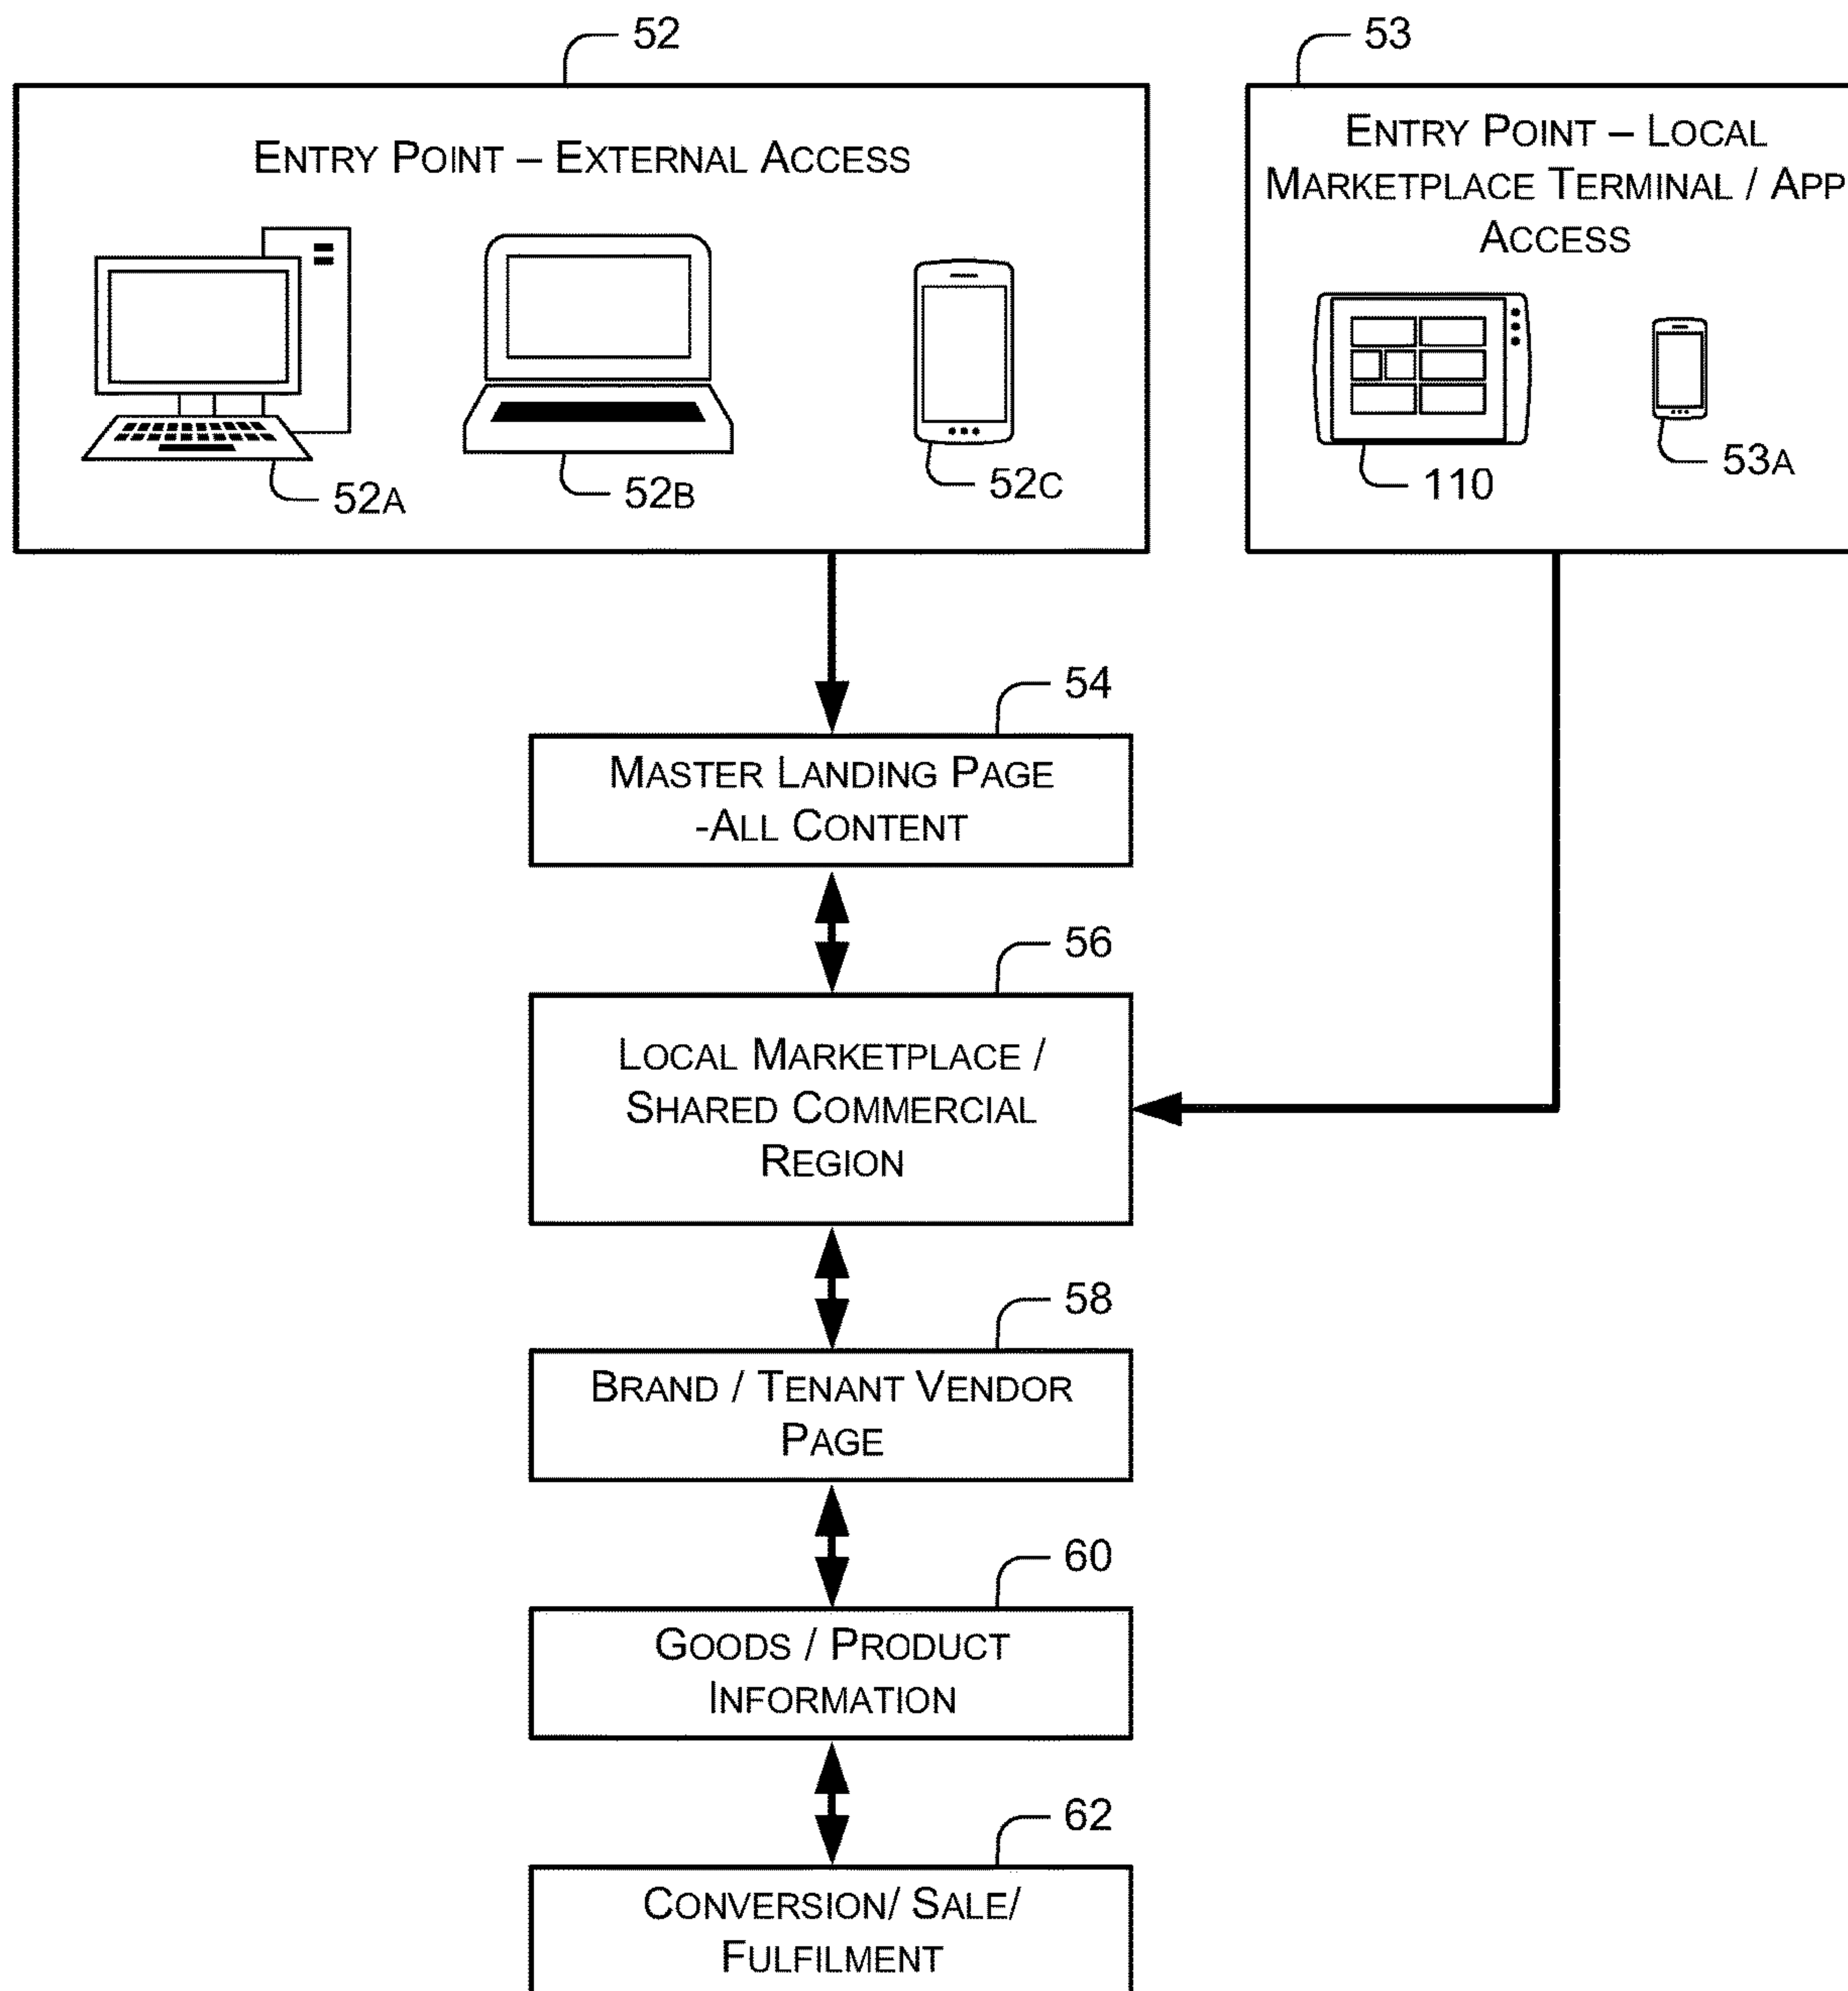 52
53
ENTRY POINT – EXTERNAL ACCESS
ENTRY POINT – LOCAL
MARKETPLACE TERMINAL / APP
ACCESS
52A
52B
52C
110
53A
54
MASTER LANDING PAGE
-ALL CONTENT
56
LOCAL MARKETPLACE /
SHARED COMMERCIAL
REGION
58
BRAND / TENANT VENDOR
PAGE
60
GOODS / PRODUCT
INFORMATION
62
CONVERSION/ SALE/
FULFILMENT